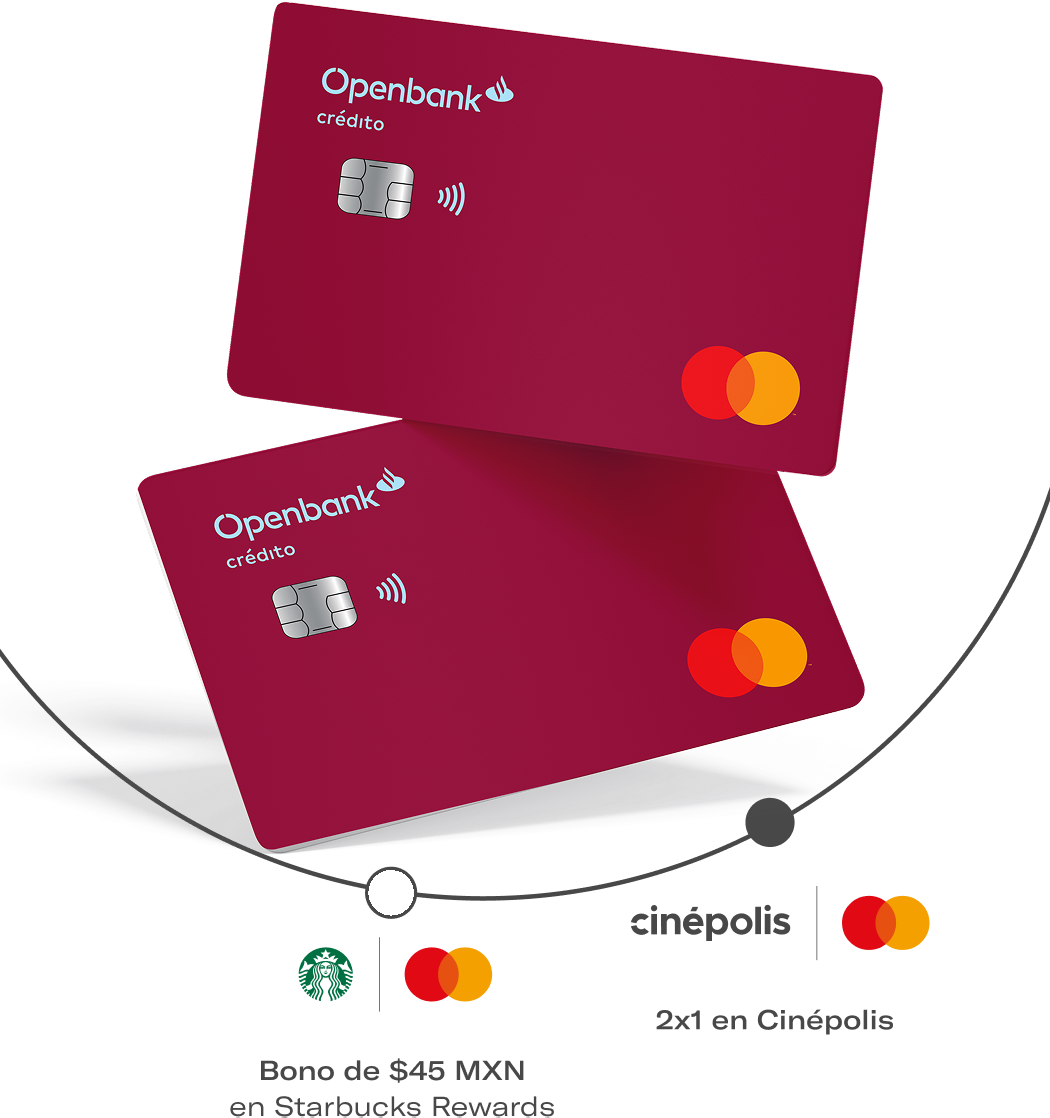 Openbank
crédito
Openbank
crédito
cinépolis
2x1 en Cinépolis
Bono de $45 MXN
en Starbucks Rewards